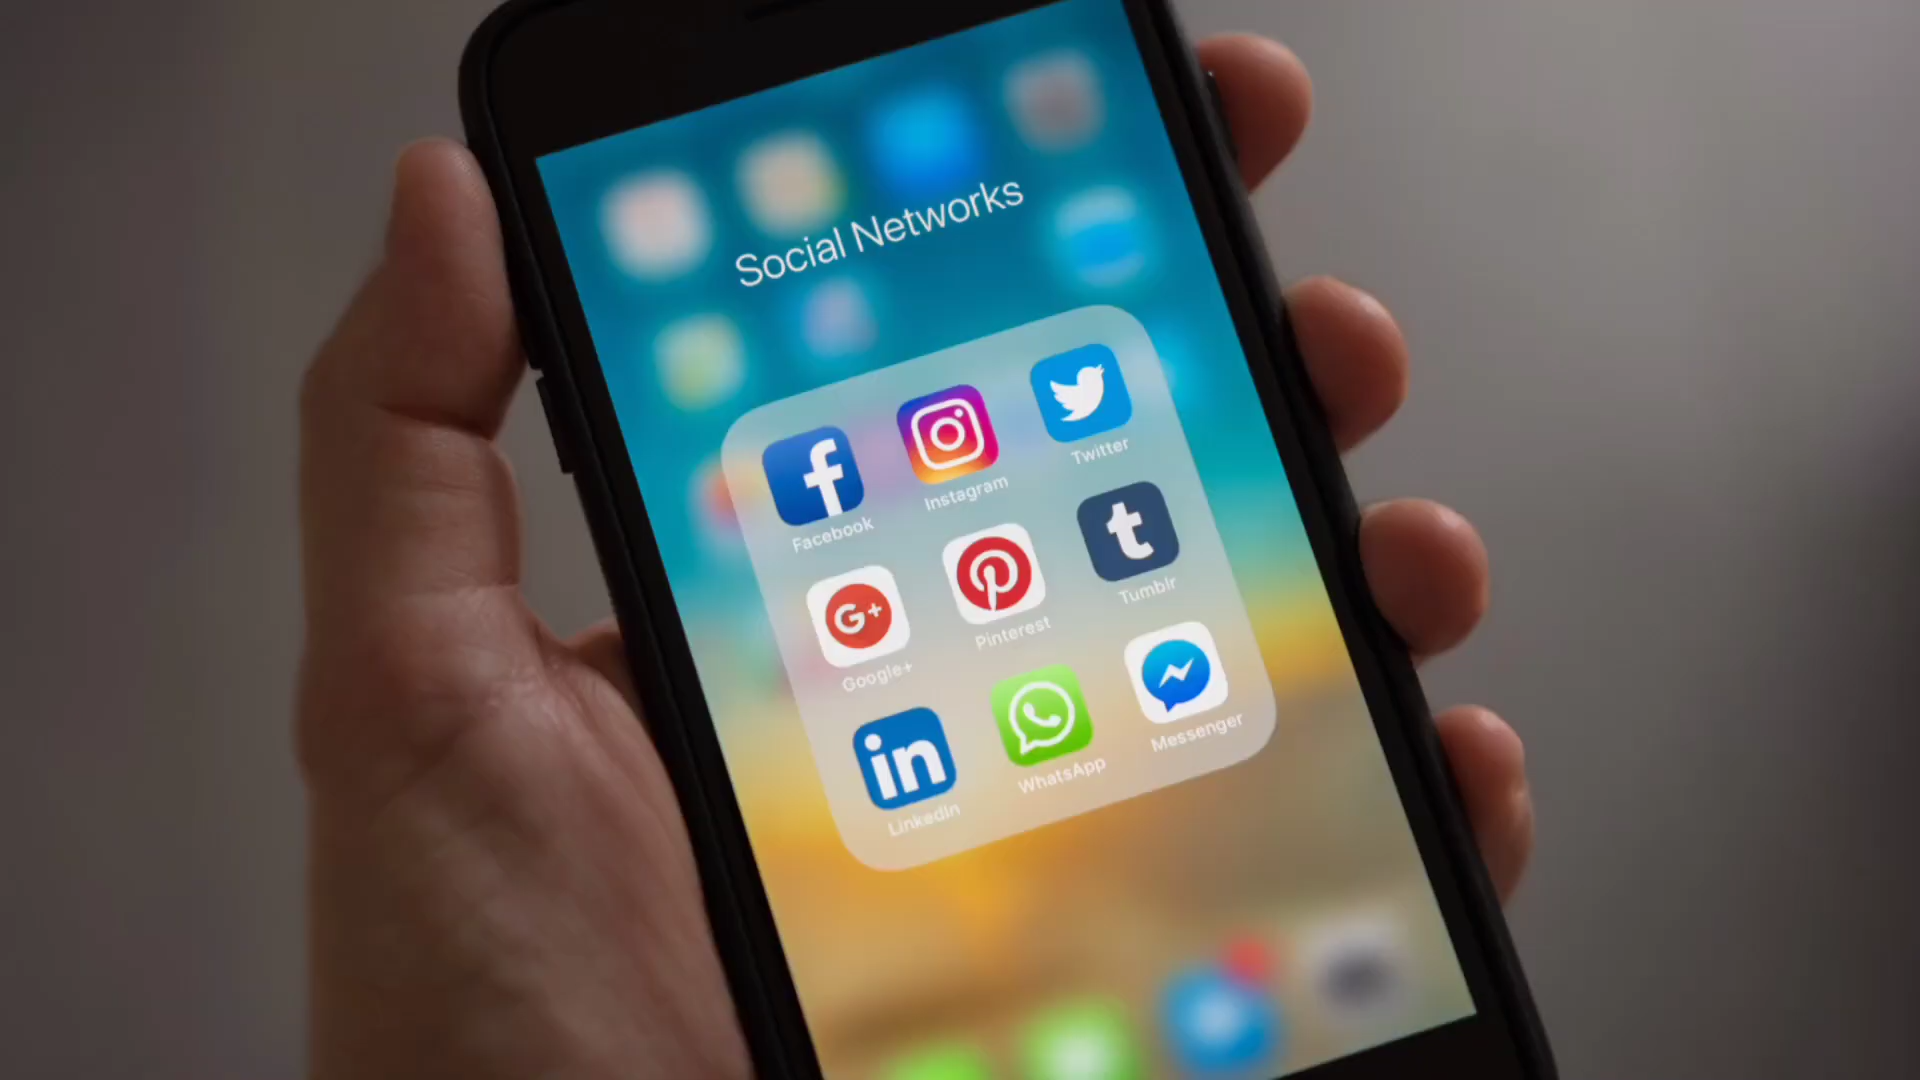 Social Networks
Facebook
Instagram
Twitter
Google+
Pinterest
Tumblr
LinkedIn
WhatsApp
Messenger